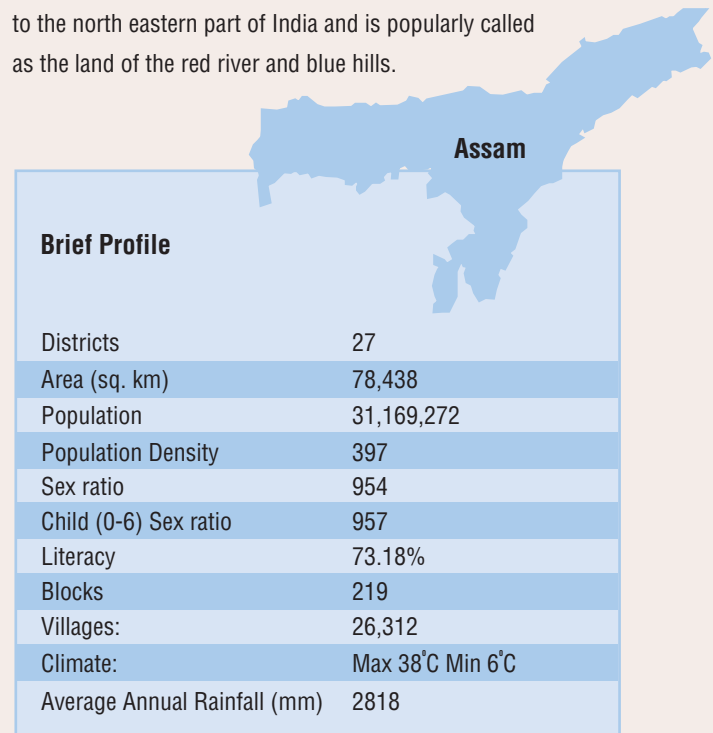 to the north eastern part of India and is popularly called
as the land of the red river and blue hills.
Assam
Brief Profile
Districts 27
Area (sq. km) 78,438
Population 31,169,272
Population Density 397
Sex ratio 954
Child (0-6) Sex ratio 957
Literacy 73.18%
Blocks 219
Villages: 26,312
Climate: Max 38°C Min 6°C
Average Annual Rainfall (mm) 2818